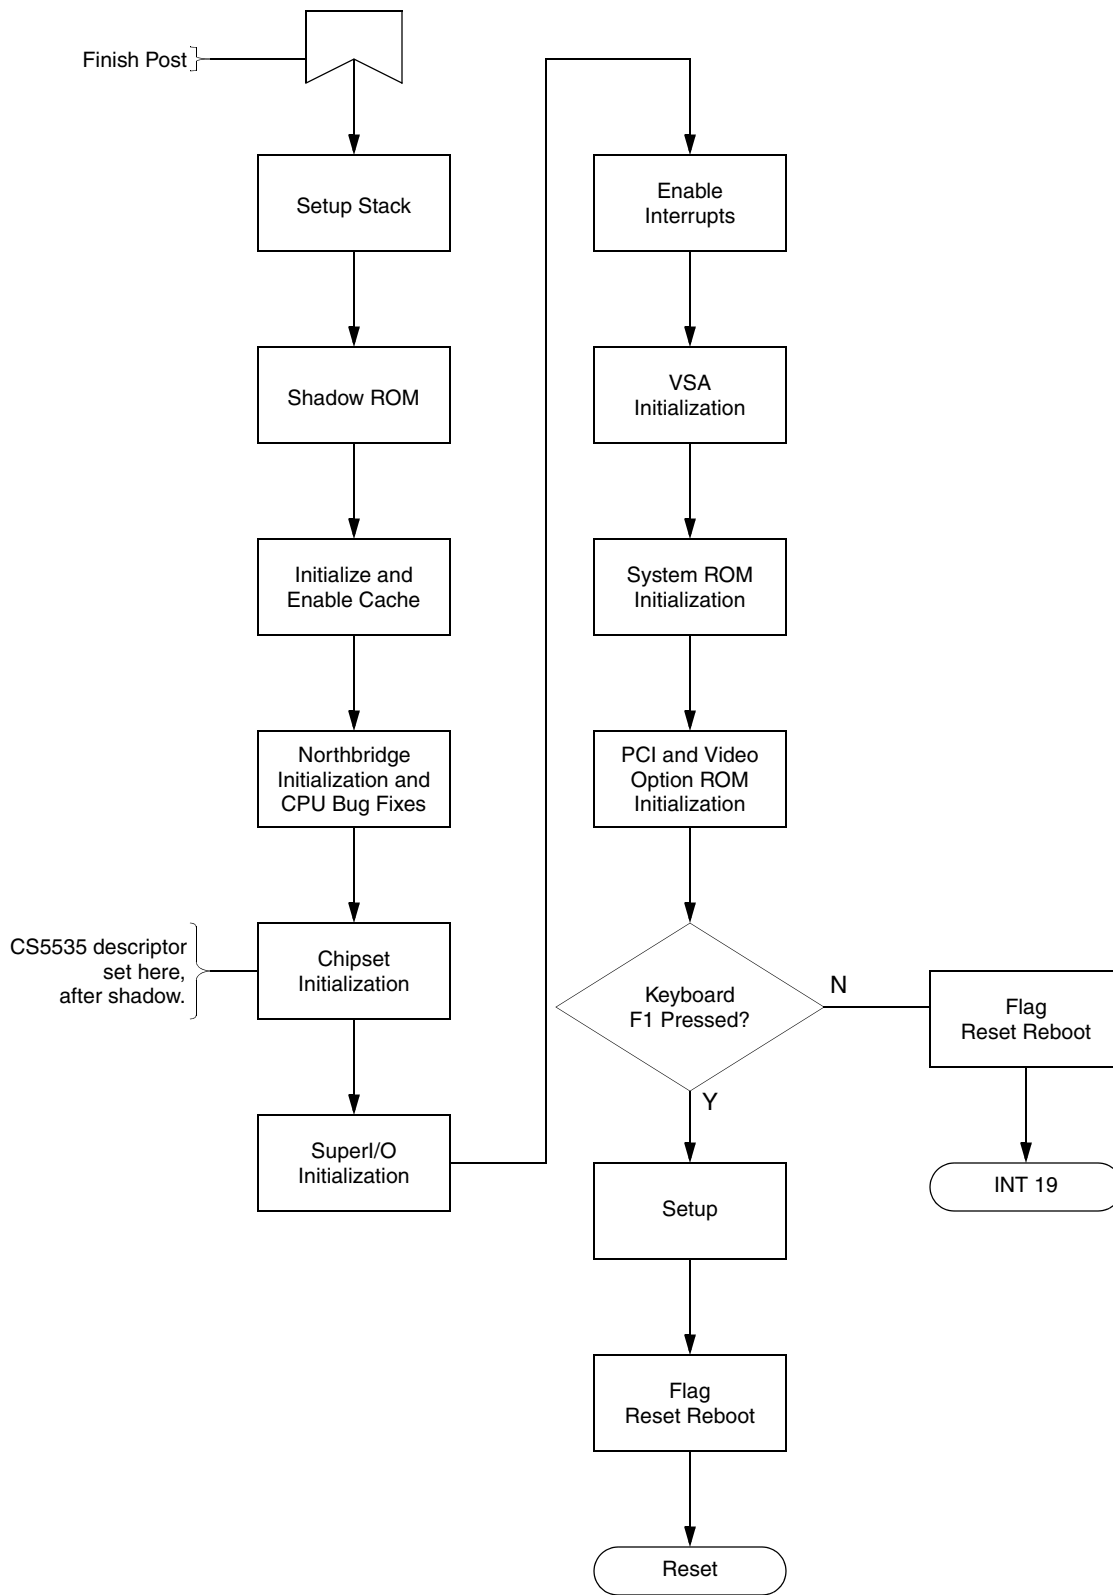 Finish Post
Setup Stack
Shadow ROM
Initialize and
Enable Cache
Northbridge
Initialization and
CPU Bug Fixes
CS5535 descriptor
set here,
after shadow.
Chipset
Initialization
SuperI/O
Initialization
Enable
Interrupts
VSA
Initialization
System ROM
Initialization
PCI and Video
Option ROM
Initialization
Keyboard
F1 Pressed?
N
Flag
Reset Reboot
INT 19
Y
Setup
Flag
Reset Reboot
Reset